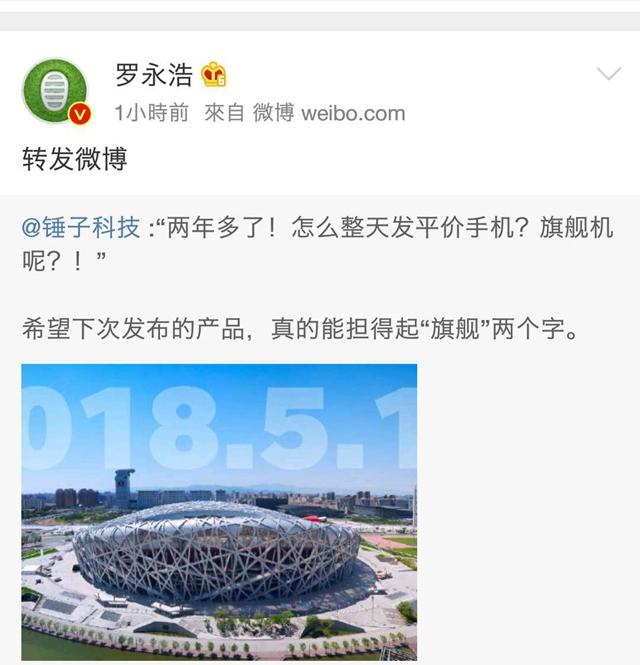 罗永浩
1小時前 來自 微博 weibo.com
转发微博
@锤子科技 :“两年多了！怎么整天发平价手机？旗舰机
呢？！”
希望下次发布的产品，真的能担得起“旗舰”两个字。
018.5.1